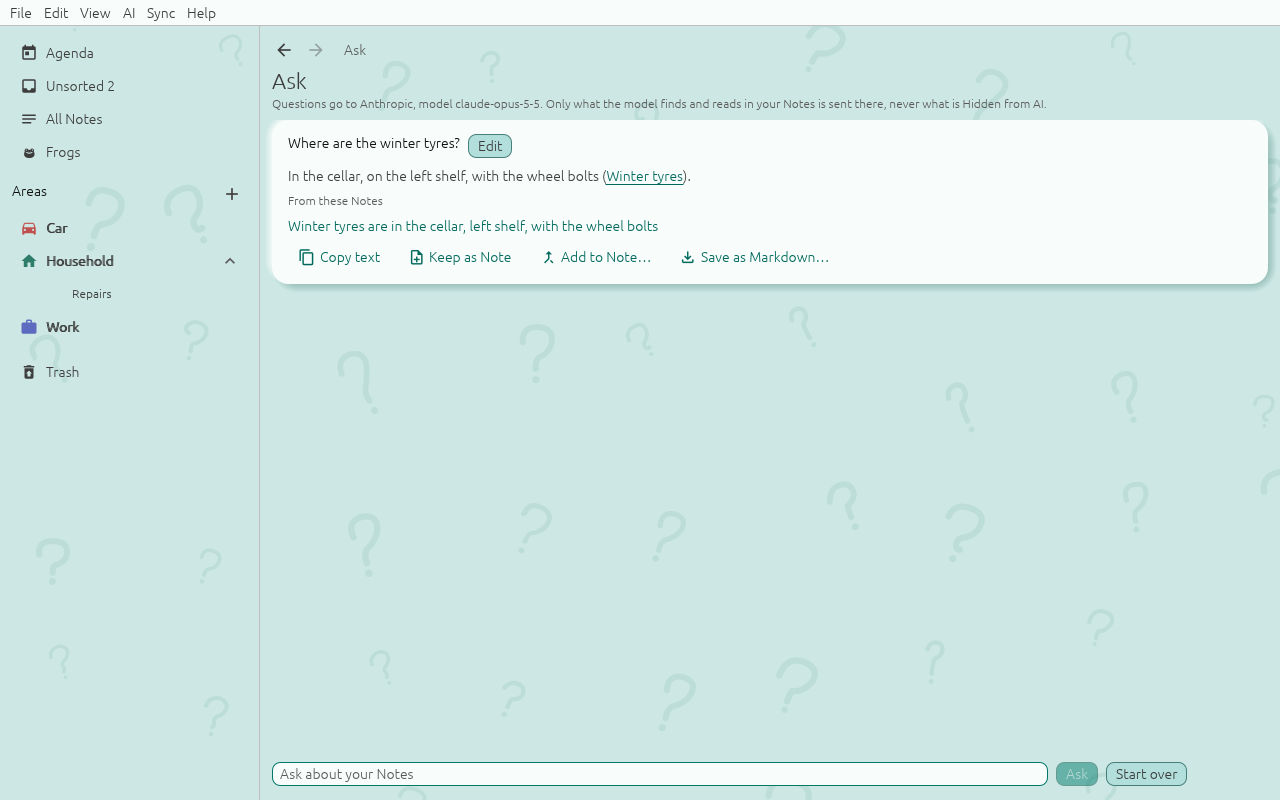 File Edit View AI Sync Help
Agenda
Unsorted 2
All Notes
Frogs
Areas
Car
Household
Repairs
Work
Trash
Ask
Ask
Questions go to Anthropic, model claude-opus-5-5. Only what the model finds and reads in your Notes is sent there, never what is Hidden from AI.
Where are the winter tyres? Edit
In the cellar, on the left shelf, with the wheel bolts (Winter tyres).
From these Notes
Winter tyres are in the cellar, left shelf, with the wheel bolts
Copy text Keep as Note Add to Note… Save as Markdown…
Ask about your Notes Ask Start over